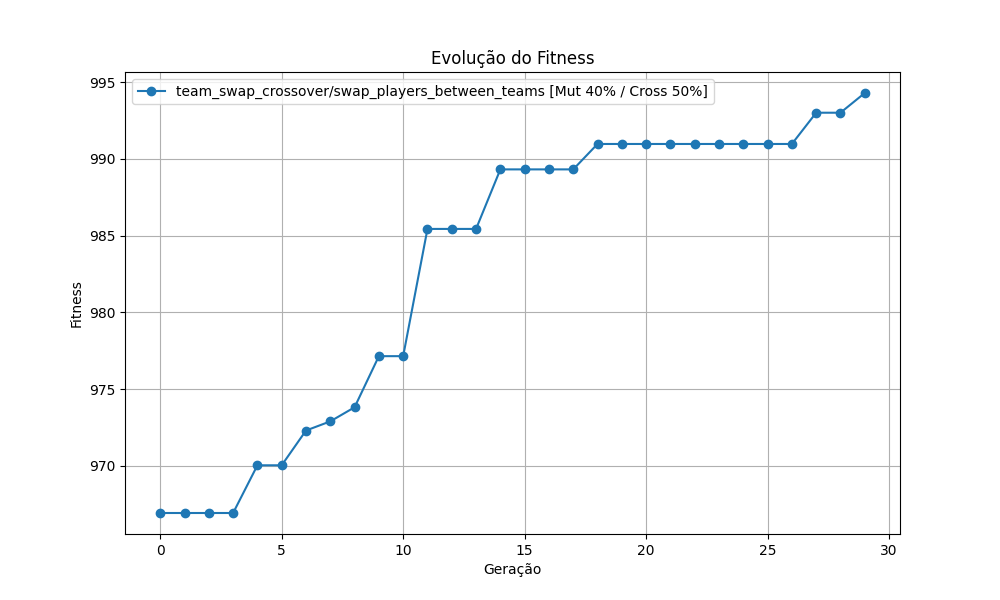 Evolução do Fitness
team_swap_crossover/swap_players_between_teams [Mut 40% / Cross 50%]
Fitness
995
990
985
980
975
970
0 5 10 15 20 25 30
Geração